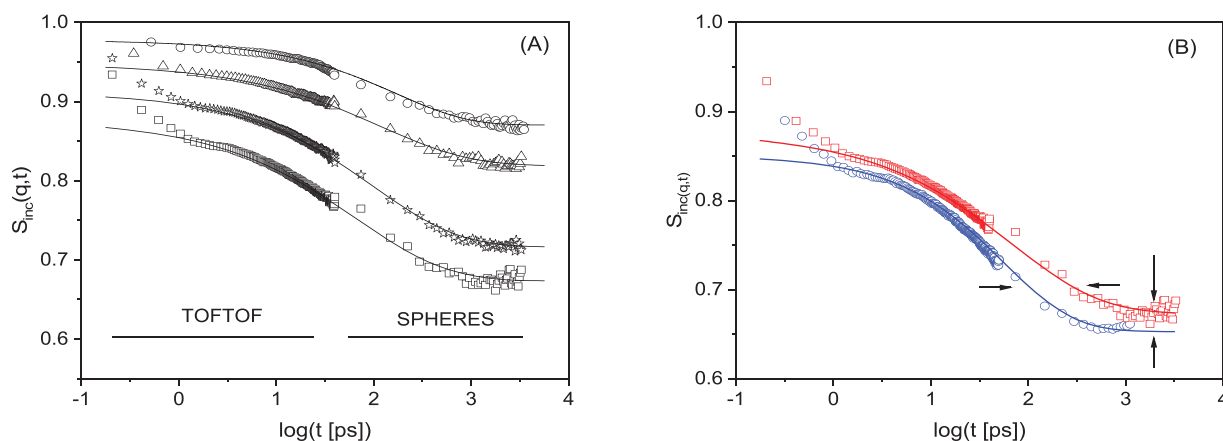 1.0
0.9
0.8
0.7
0.6
S_inc(q,t)
(A)
TOFTOF
SPHERES
-1
0
1
2
3
4
log(t [ps])
1.0
0.9
0.8
0.7
0.6
S_inc(q,t)
(B)
-1
0
1
2
3
4
log(t [ps])